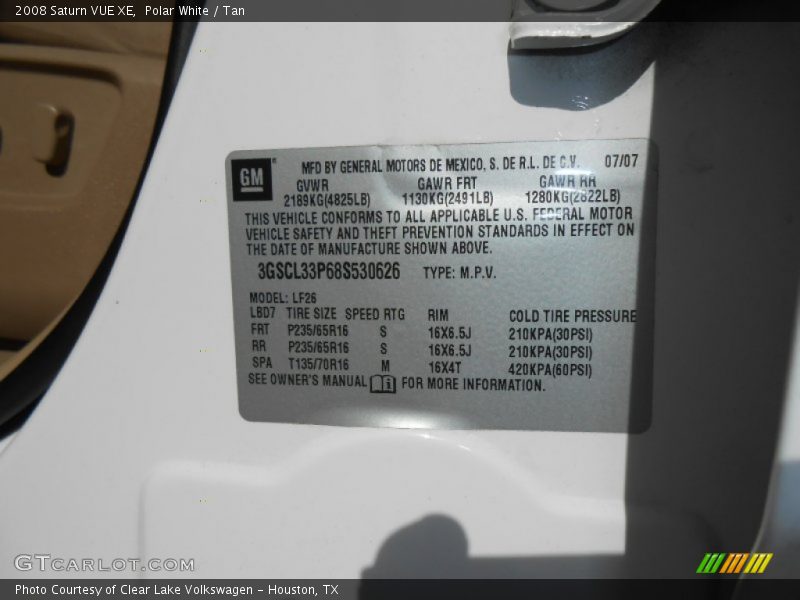 2008 Saturn VUE XE, Polar White / Tan
GM
MFD BY GENERAL MOTORS DE MEXICO, S. DE R.L. DE C.V. 07/07
GVWR GAWR FRT GAWR RR
2189KG(4825LB) 1130KG(2491LB) 1280KG(2822LB)
THIS VEHICLE CONFORMS TO ALL APPLICABLE U.S. FEDERAL MOTOR
VEHICLE SAFETY AND THEFT PREVENTION STANDARDS IN EFFECT ON
THE DATE OF MANUFACTURE SHOWN ABOVE.
3GSCL33P68S530626 TYPE: M.P.V.
MODEL: LF26
LBD7 TIRE SIZE SPEED RTG RIM COLD TIRE PRESSURE
FRT P235/65R16 S 16X6.5J 210KPA(30PSI)
RR P235/65R16 S 16X6.5J 210KPA(30PSI)
SPA T135/70R16 M 16X4T 420KPA(60PSI)
SEE OWNER'S MANUAL FOR MORE INFORMATION.
GTCARLOT.COM
Photo Courtesy of Clear Lake Volkswagen - Houston, TX